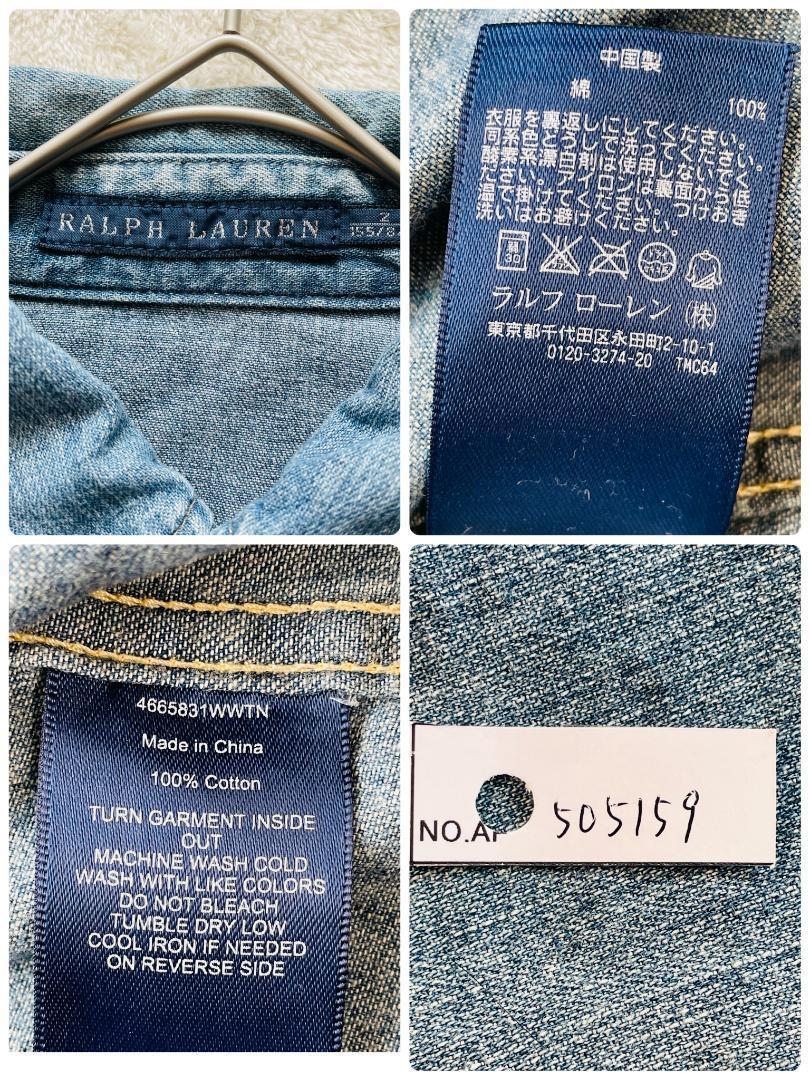 RALPH LAUREN
2
中国製
綿 100%
衣服を裏返しにしてください。
同系色どうしで洗ってください。
酸素系漂白剤は使用しないでく
ださい。アイロンは裏面から低
温で掛けてください。つけおき
洗いはお避けください。
30
ラルフ ローレン (株)
東京都千代田区永田町2-10-1
0120-3274-20 TMC64
4665831WWTN
Made in China
100% Cotton
TURN GARMENT INSIDE
OUT
MACHINE WASH COLD
WASH WITH LIKE COLORS
DO NOT BLEACH
TUMBLE DRY LOW
COOL IRON IF NEEDED
ON REVERSE SIDE
505159